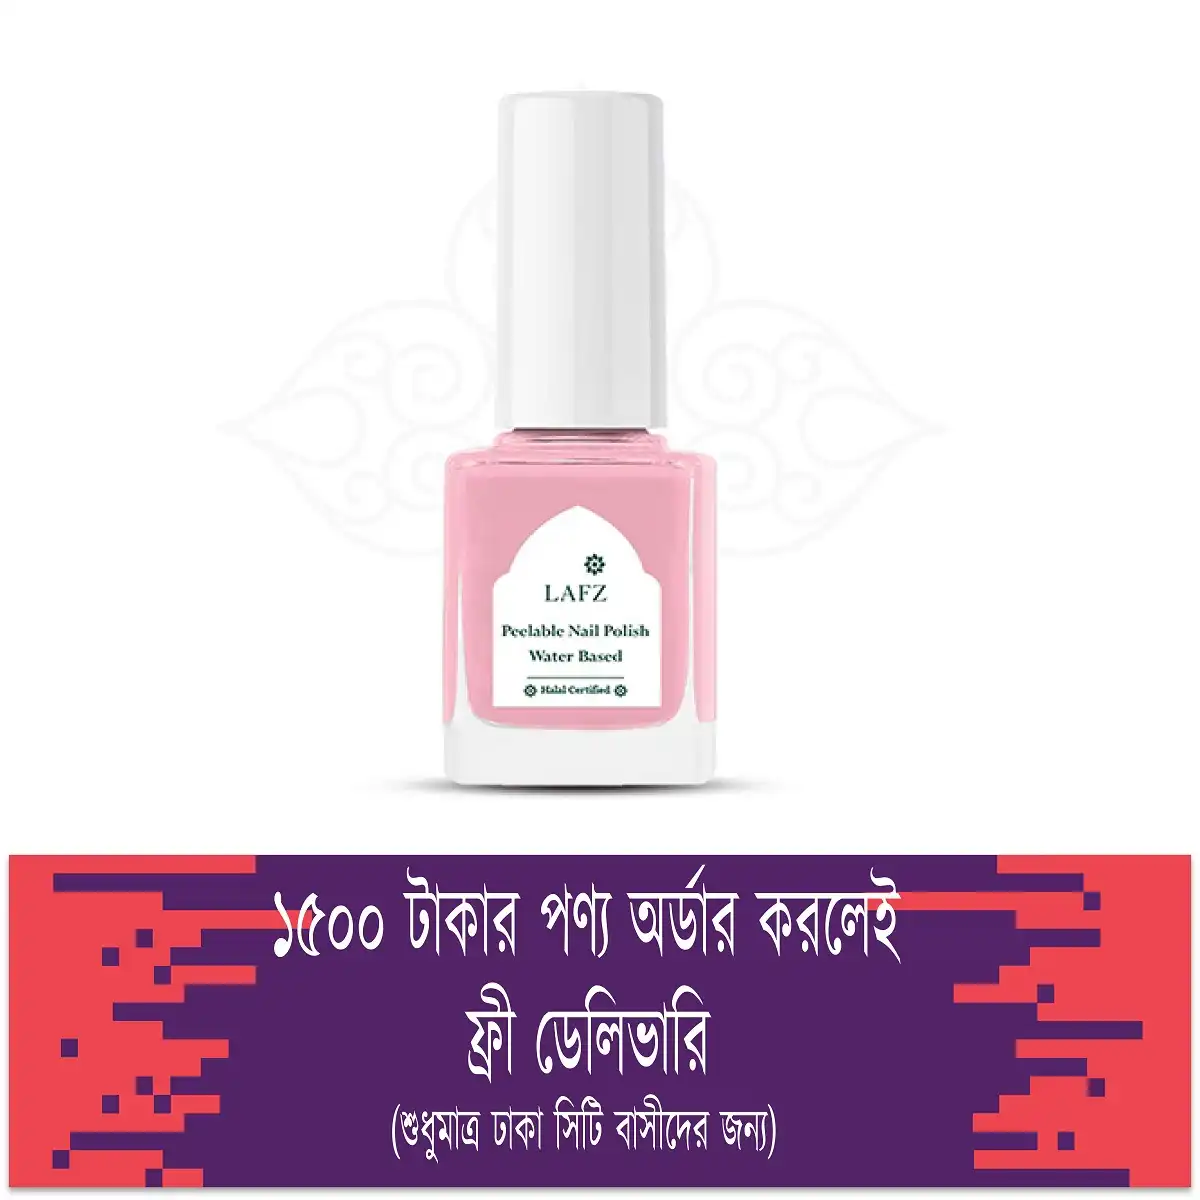 LAFZ
Peelable Nail Polish
Water Based
Halal Certified
১৫০০ টাকার পণ্য অর্ডার করলেই
ফ্রী ডেলিভারি
(শুধুমাত্র ঢাকা সিটি বাসীদের জন্য)